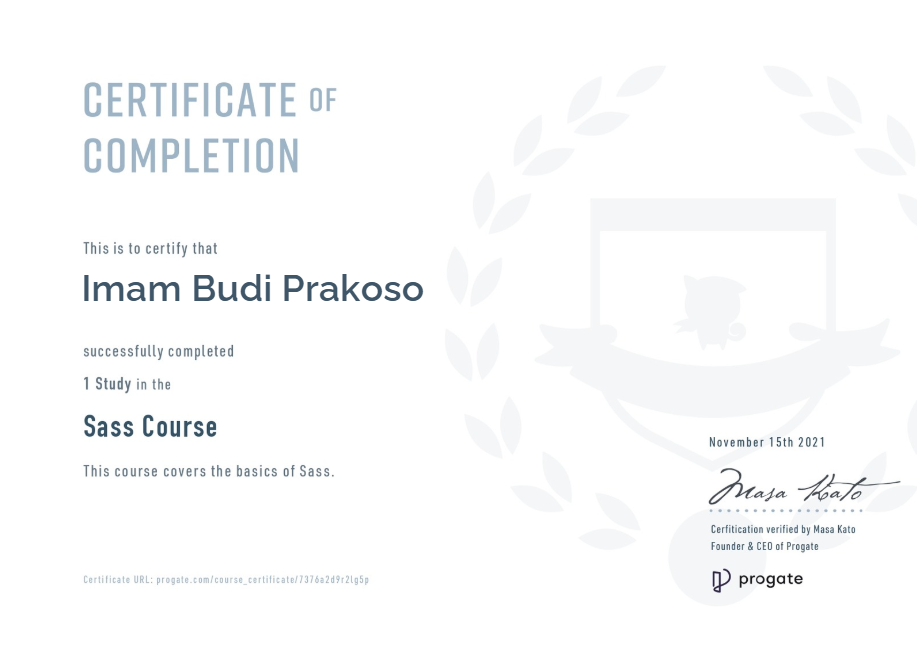 CERTIFICATE OF
COMPLETION
This is to certify that
Imam Budi Prakoso
successfully completed
1 Study in the
Sass Course
This course covers the basics of Sass.
November 15th 2021
Masa Kato
Cerfitication verified by Masa Kato
Founder & CEO of Progate
progate
Certificate URL: progate.com/course_certificate/7376a2d9r2lg5p